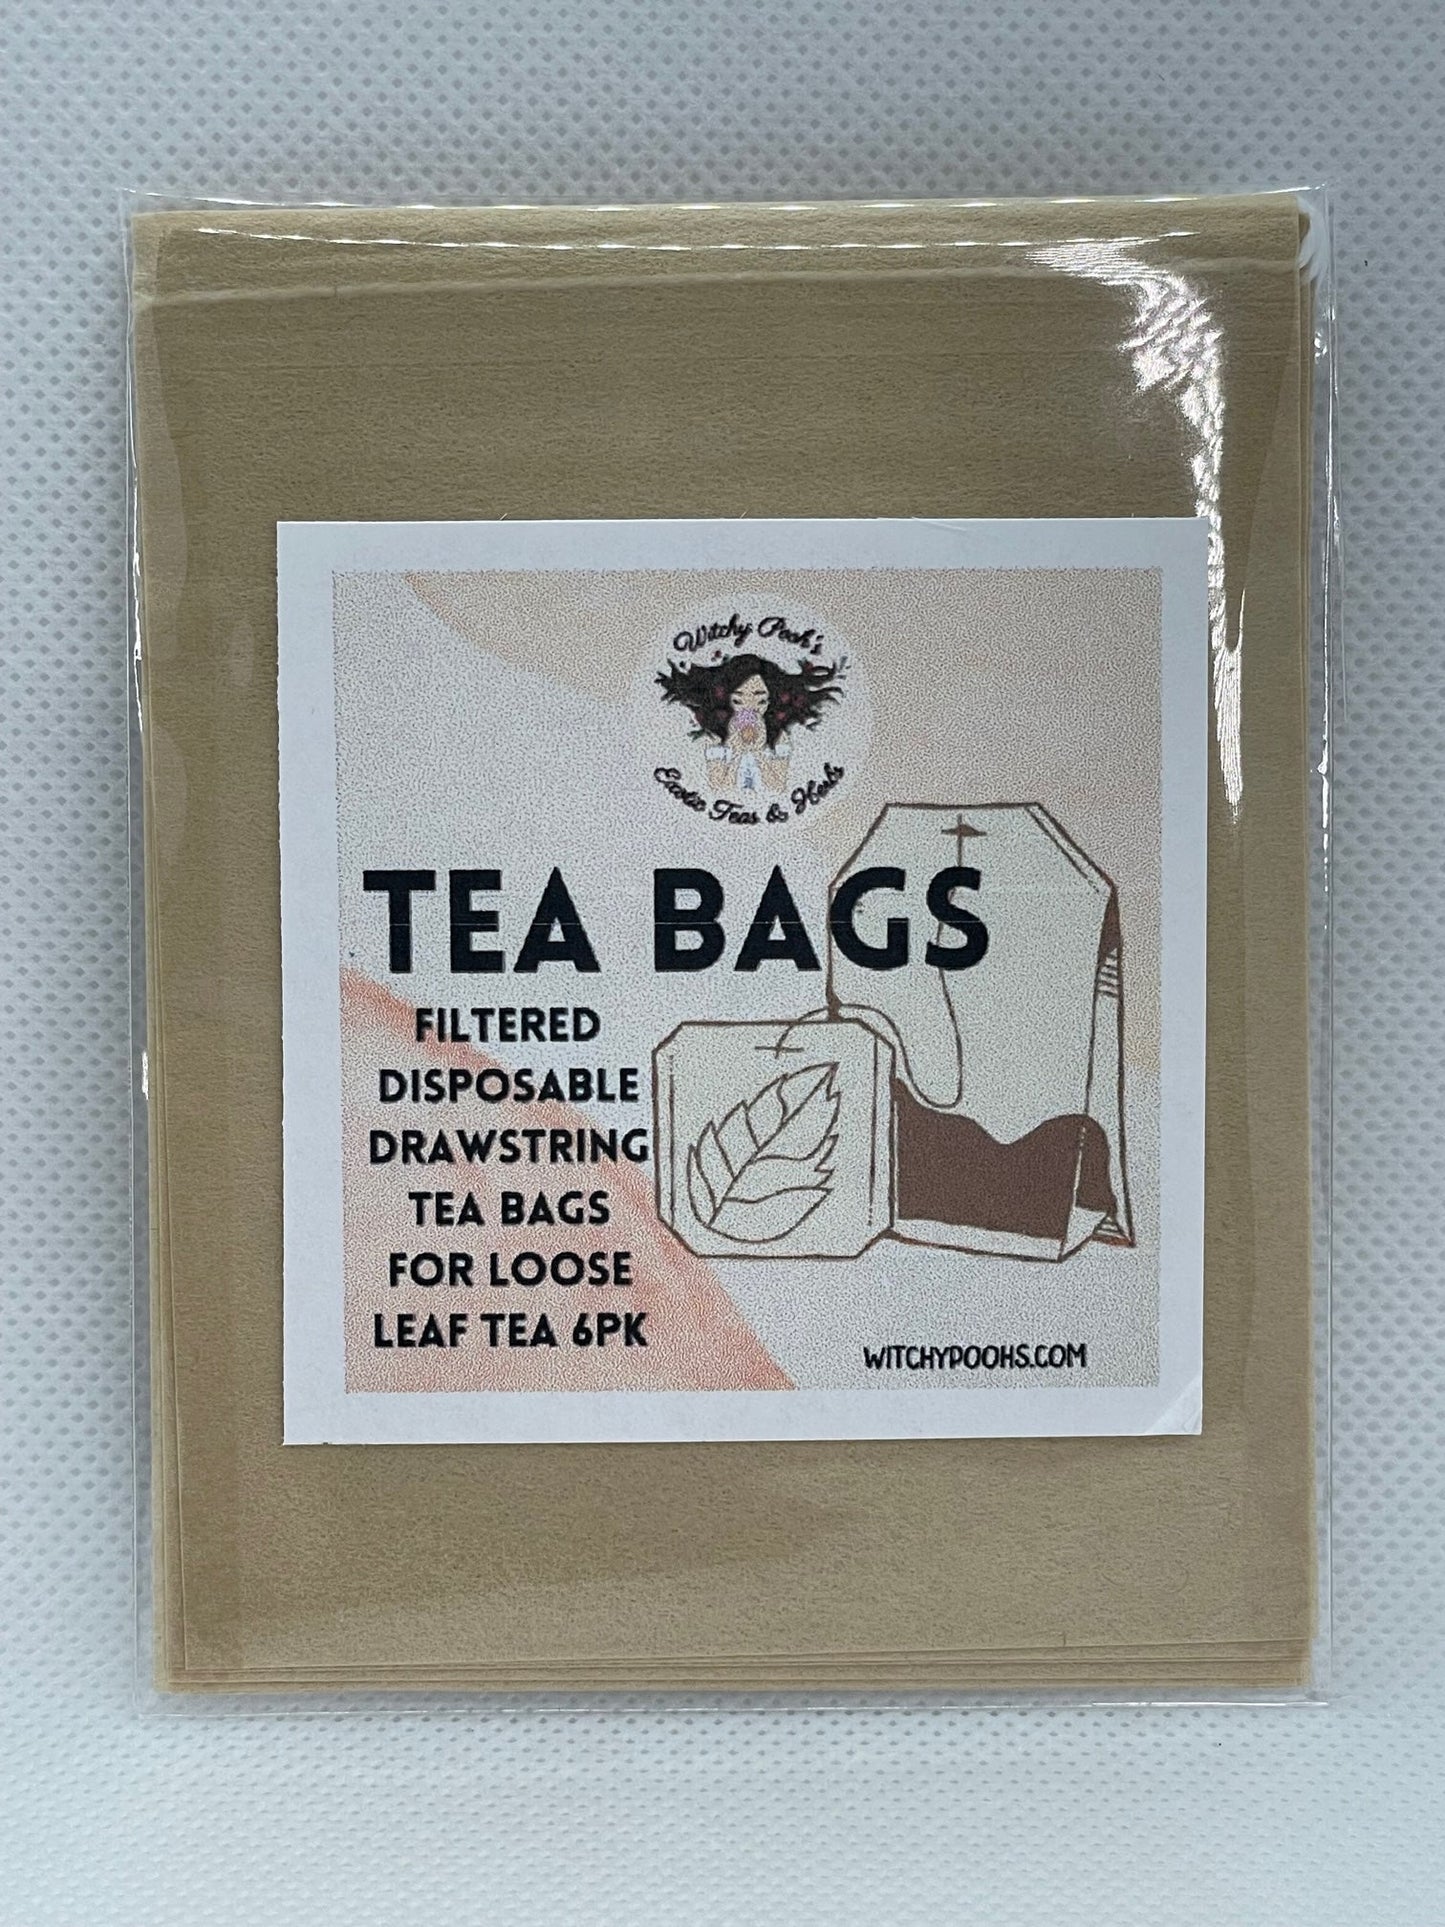 Witchy Pooh's
Exotic Teas & Herbs
TEA BAGS
FILTERED
DISPOSABLE
DRAWSTRING
TEA BAGS
FOR LOOSE
LEAF TEA 6PK
WITCHYPOOHS.COM